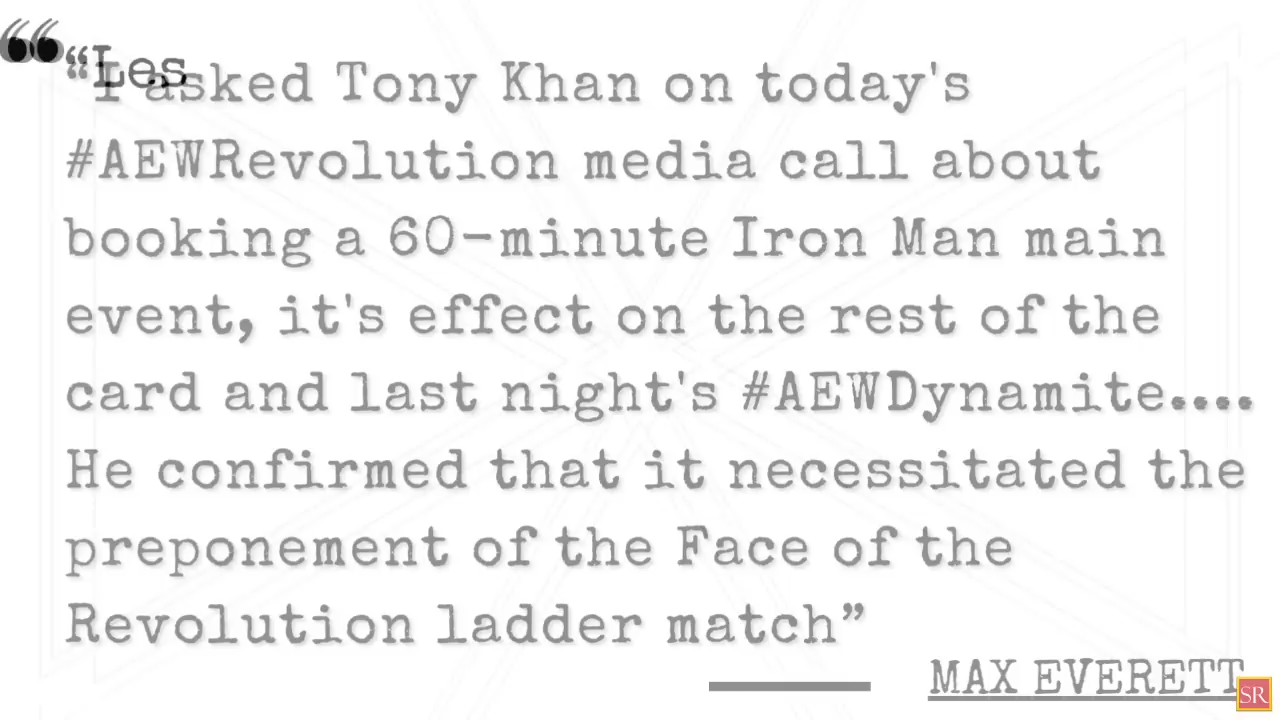 “Les
“I asked Tony Khan on today's
#AEWRevolution media call about
booking a 60-minute Iron Man main
event, it's effect on the rest of the
card and last night's #AEWDynamite....
He confirmed that it necessitated the
preponement of the Face of the
Revolution ladder match”
MAX EVERETT
SR